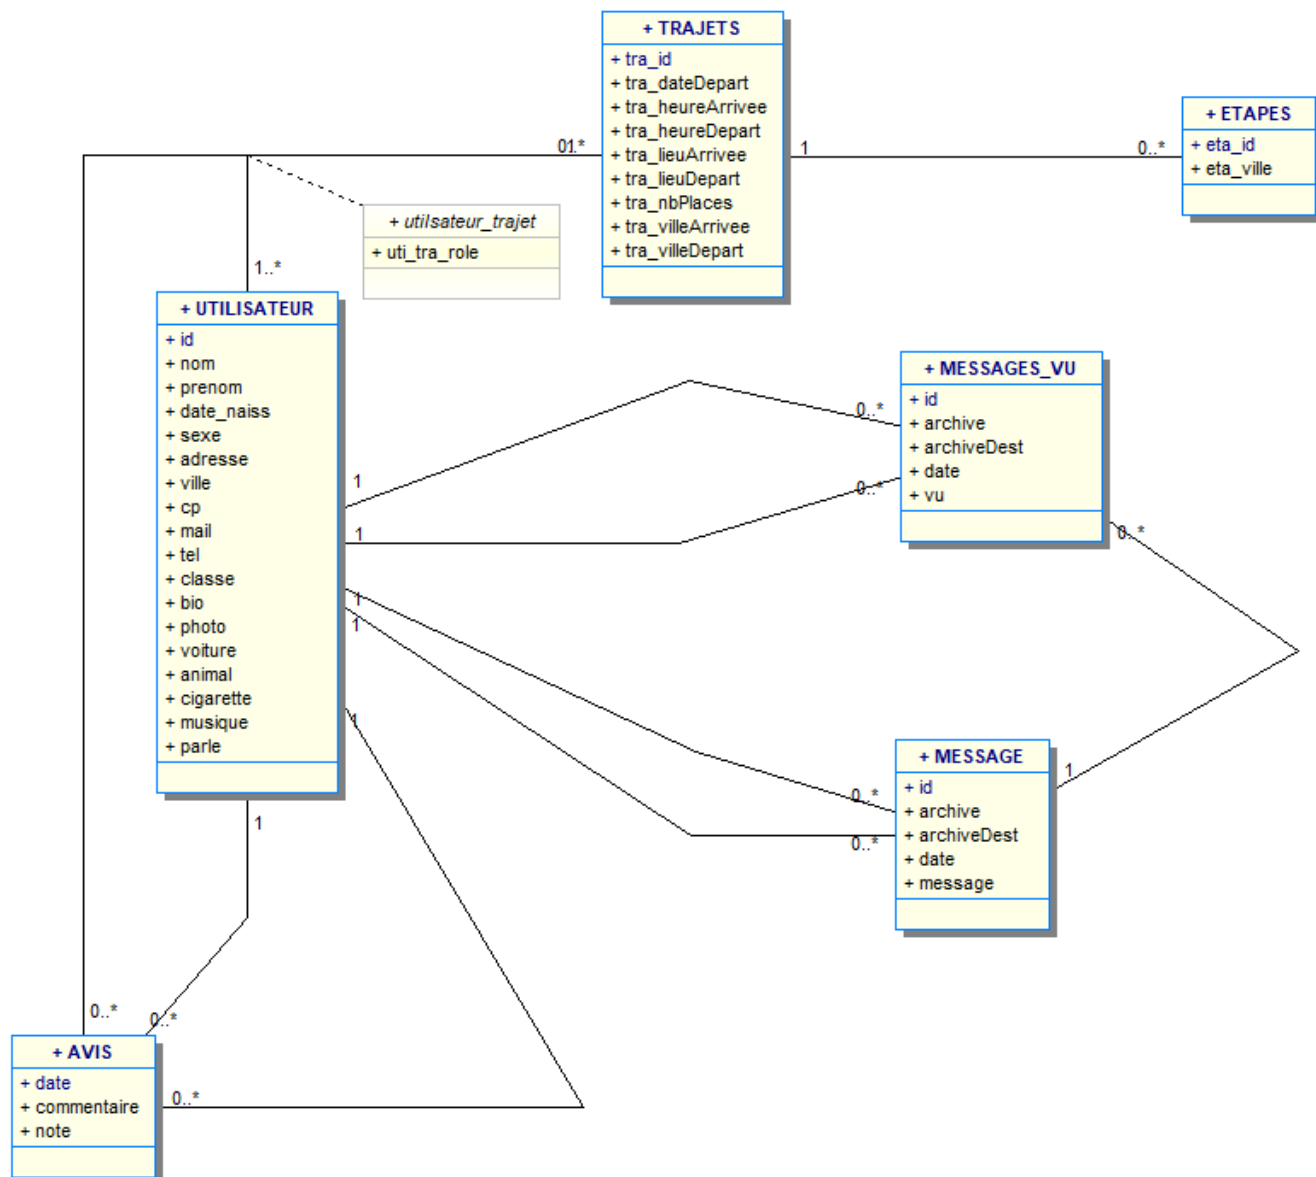 + TRAJETS
+ tra_id
+ tra_dateDepart
+ tra_heureArrivee
+ tra_heureDepart
+ tra_lieuArrivee
+ tra_lieuDepart
+ tra_nbPlaces
+ tra_villeArrivee
+ tra_villeDepart
+ ETAPES
+ eta_id
+ eta_ville
1
0..*
1..*
+ utilsateur_trajet
+ uti_tra_role
+ UTILISATEUR
+ id
+ nom
+ prenom
+ date_naiss
+ sexe
+ adresse
+ ville
+ cp
+ mail
+ tel
+ classe
+ bio
+ photo
+ voiture
+ animal
+ cigarette
+ musique
+ parle
+ MESSAGES_VU
+ id
+ archive
+ archiveDest
+ date
+ vu
0..*
0..*
0..*
1
1
1
1
1
1
+ MESSAGE
+ id
+ archive
+ archiveDest
+ date
+ message
1
0..*
0..*
0..*
0..*
0..*
+ AVIS
+ date
+ commentaire
+ note